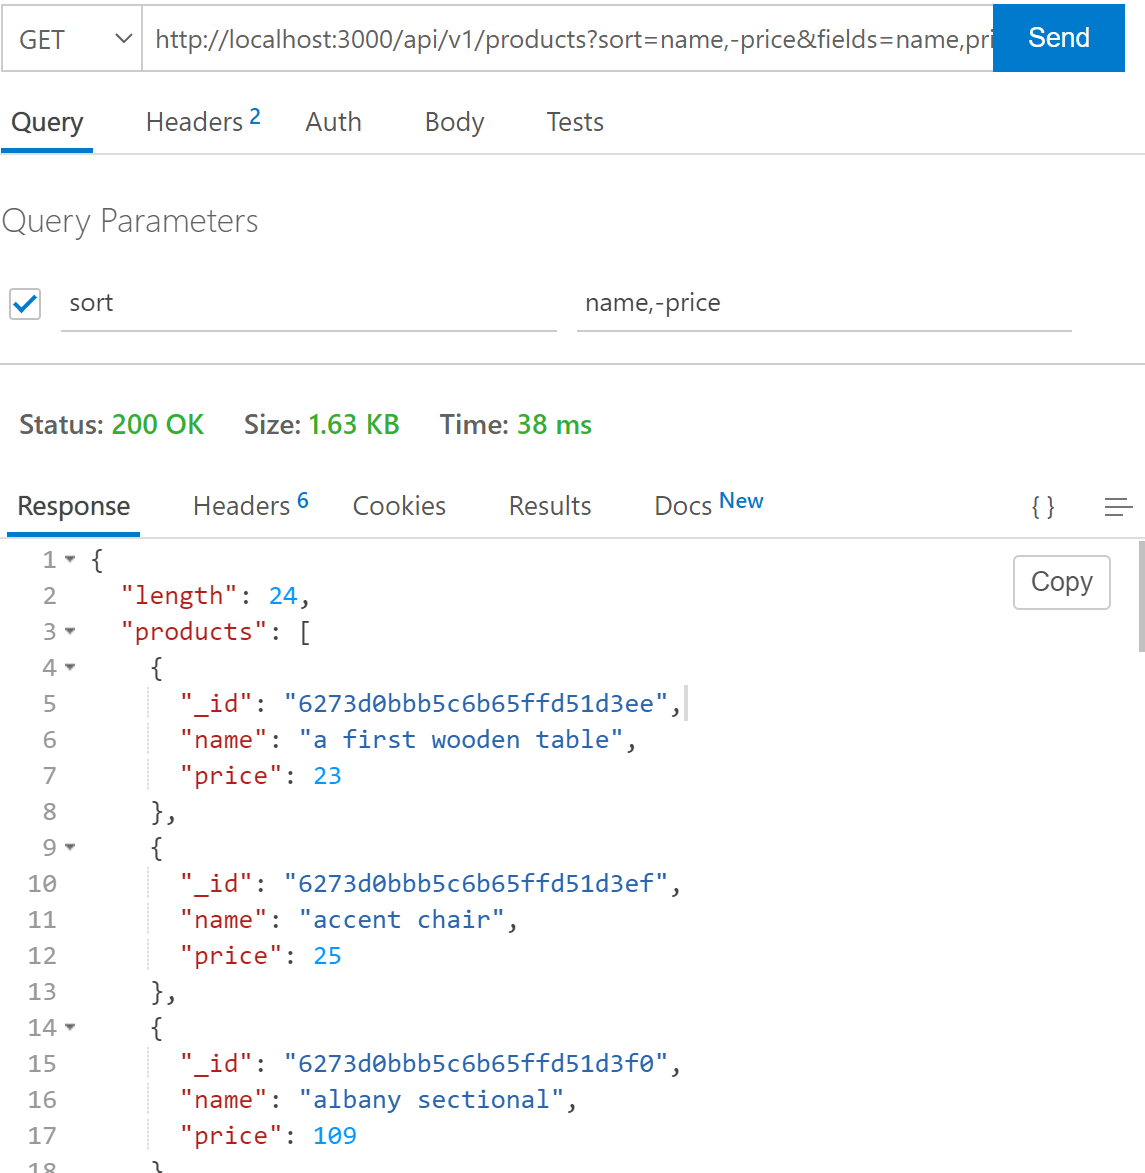 GET http://localhost:3000/api/v1/products?sort=name,-price&fields=name,pri Send
Query Headers 2 Auth Body Tests
Query Parameters
sort name,-price
Status: 200 OK Size: 1.63 KB Time: 38 ms
Response Headers 6 Cookies Results Docs New { }
1 {
Copy
2 "length": 24,
3 "products": [
4 {
5 "_id": "6273d0bbb5c6b65ffd51d3ee",
6 "name": "a first wooden table",
7 "price": 23
8 },
9 {
10 "_id": "6273d0bbb5c6b65ffd51d3ef",
11 "name": "accent chair",
12 "price": 25
13 },
14 {
15 "_id": "6273d0bbb5c6b65ffd51d3f0",
16 "name": "albany sectional",
17 "price": 109
18 }